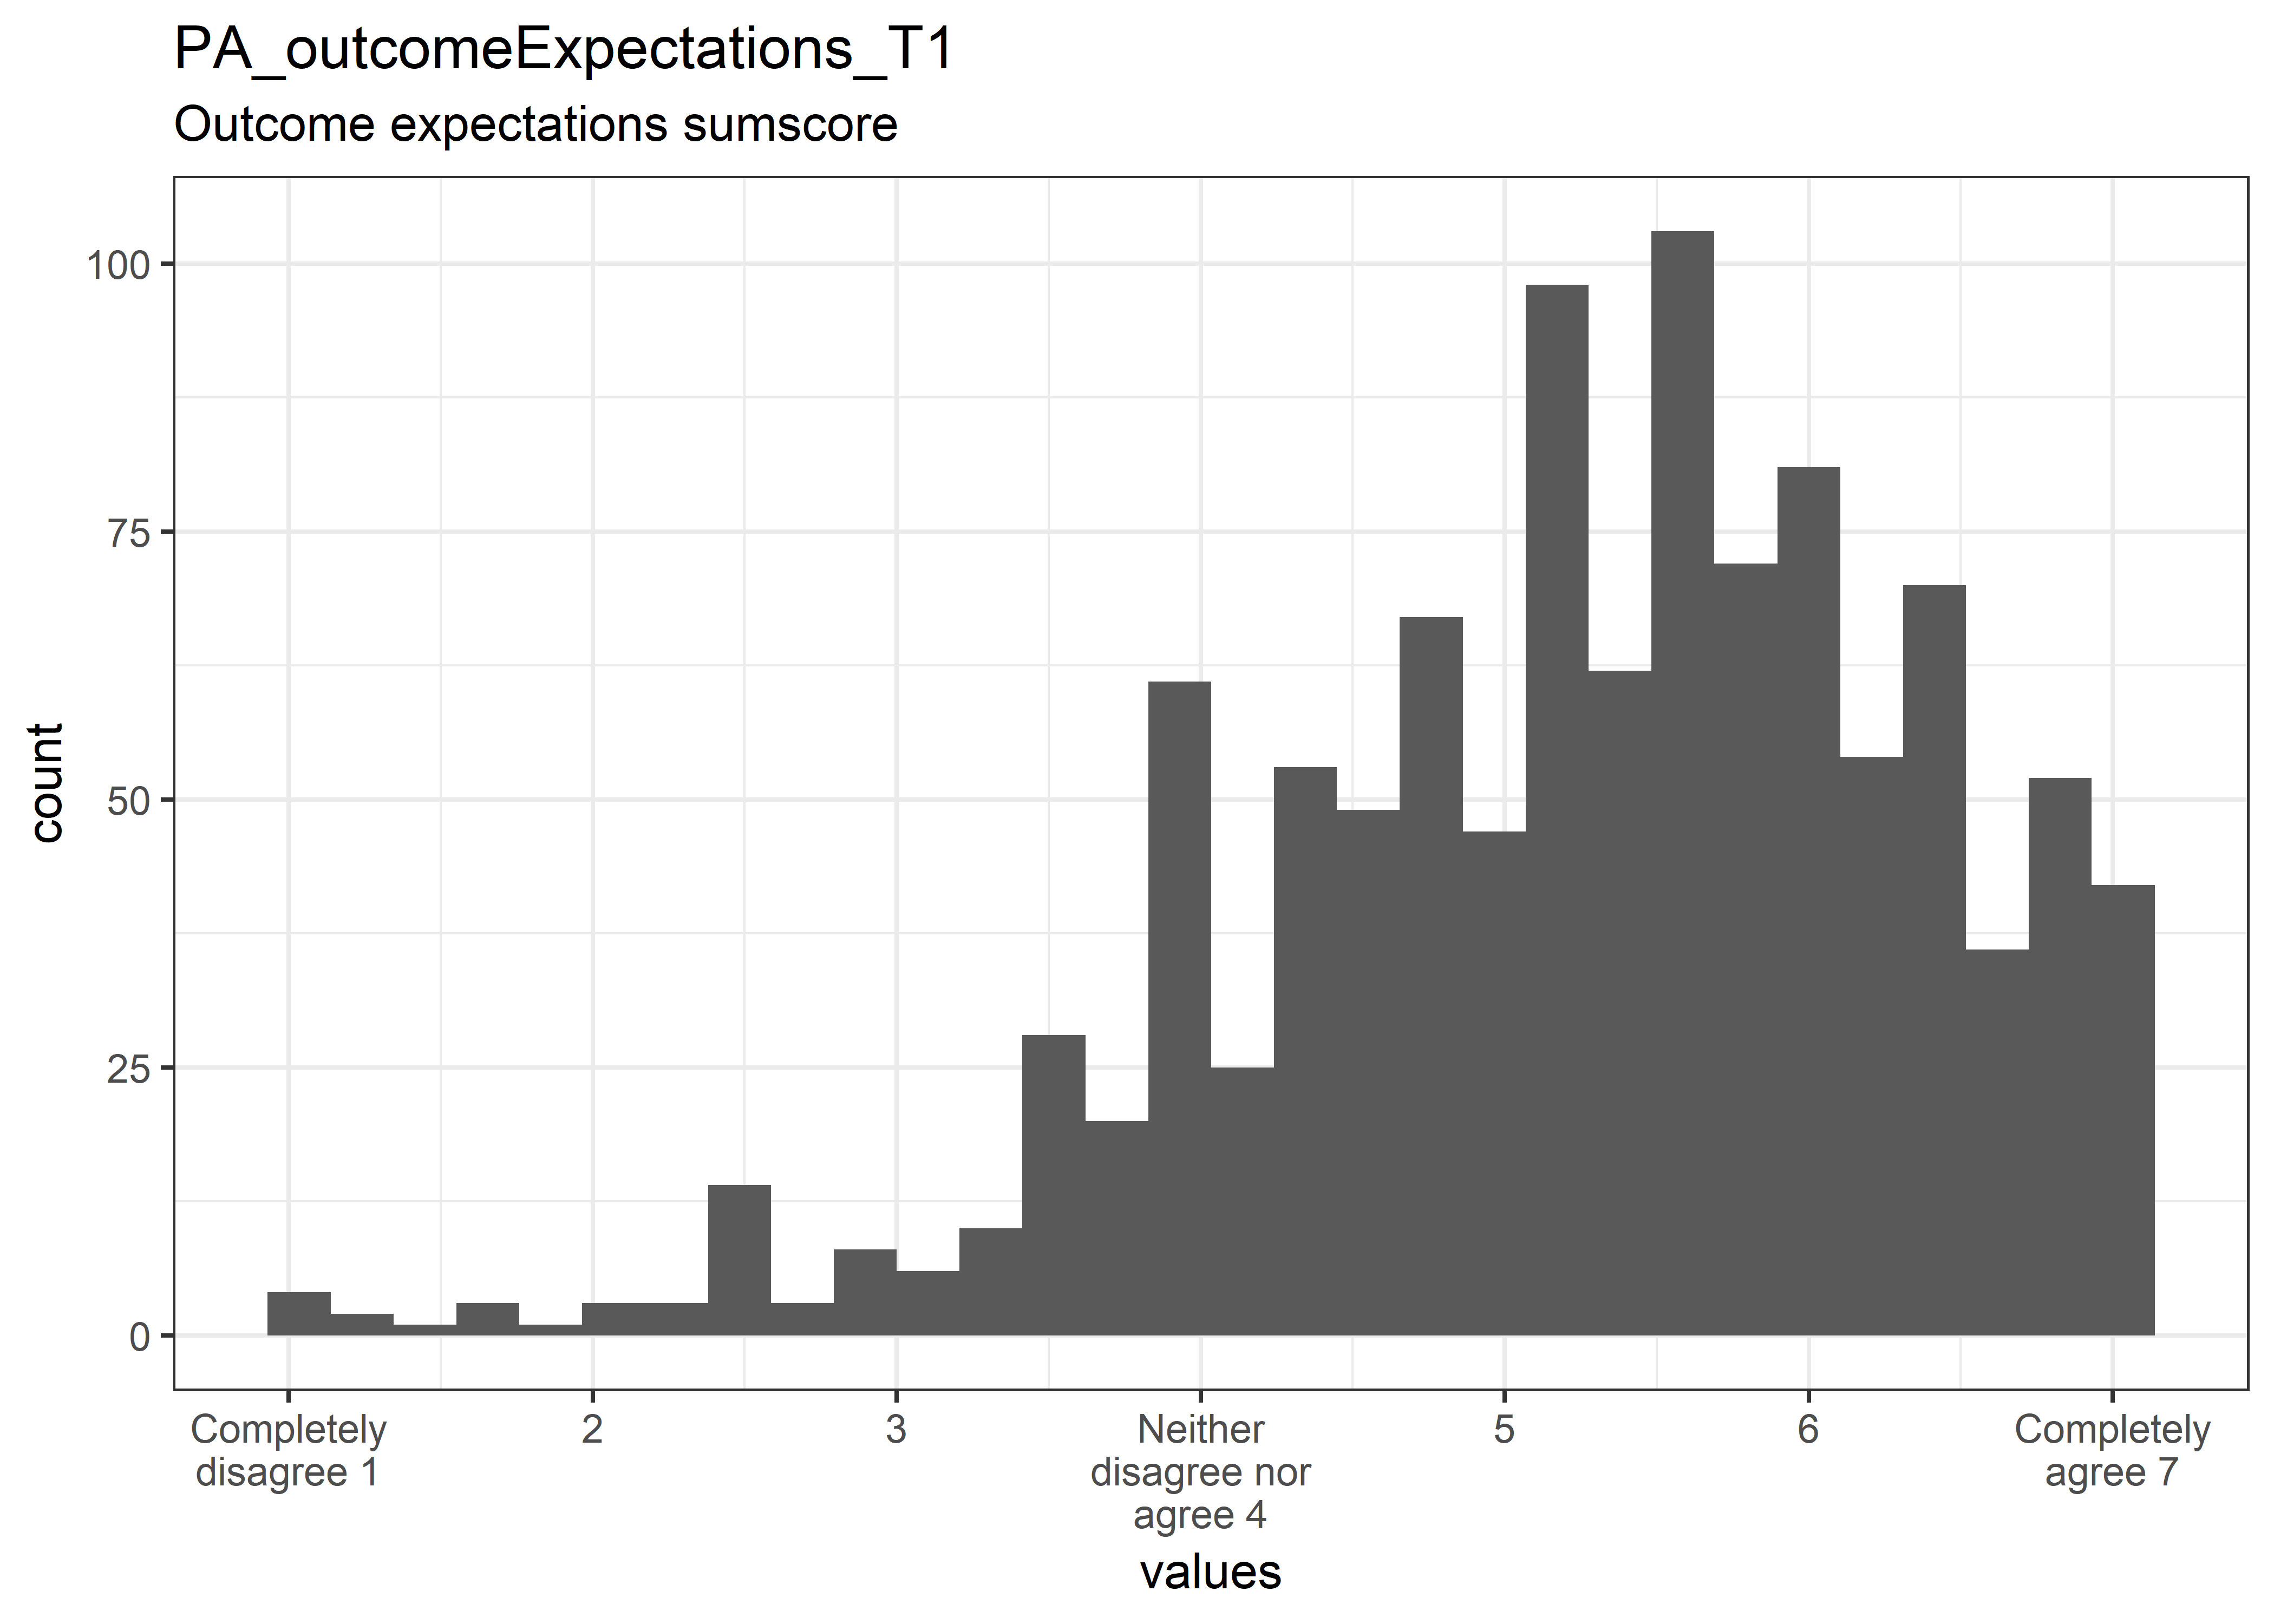 PA_outcomeExpectations_T1
Outcome expectations sumscore
100
75
50
25
0
count
Completely
disagree 1
2
3
Neither
disagree nor
agree 4
5
6
Completely
agree 7
values